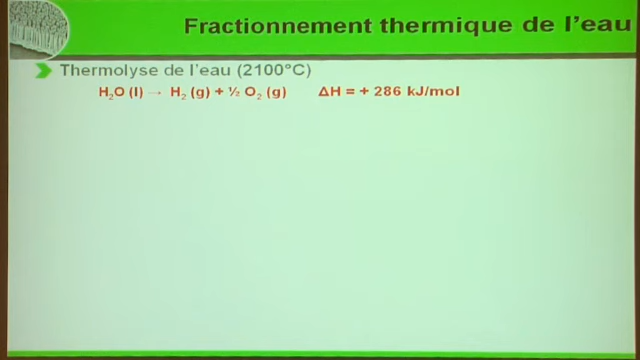 Fractionnement thermique de l'eau
Thermolyse de l'eau (2100°C)
H₂O (l) → H₂ (g) + ½ O₂ (g) ΔH = + 286 kJ/mol